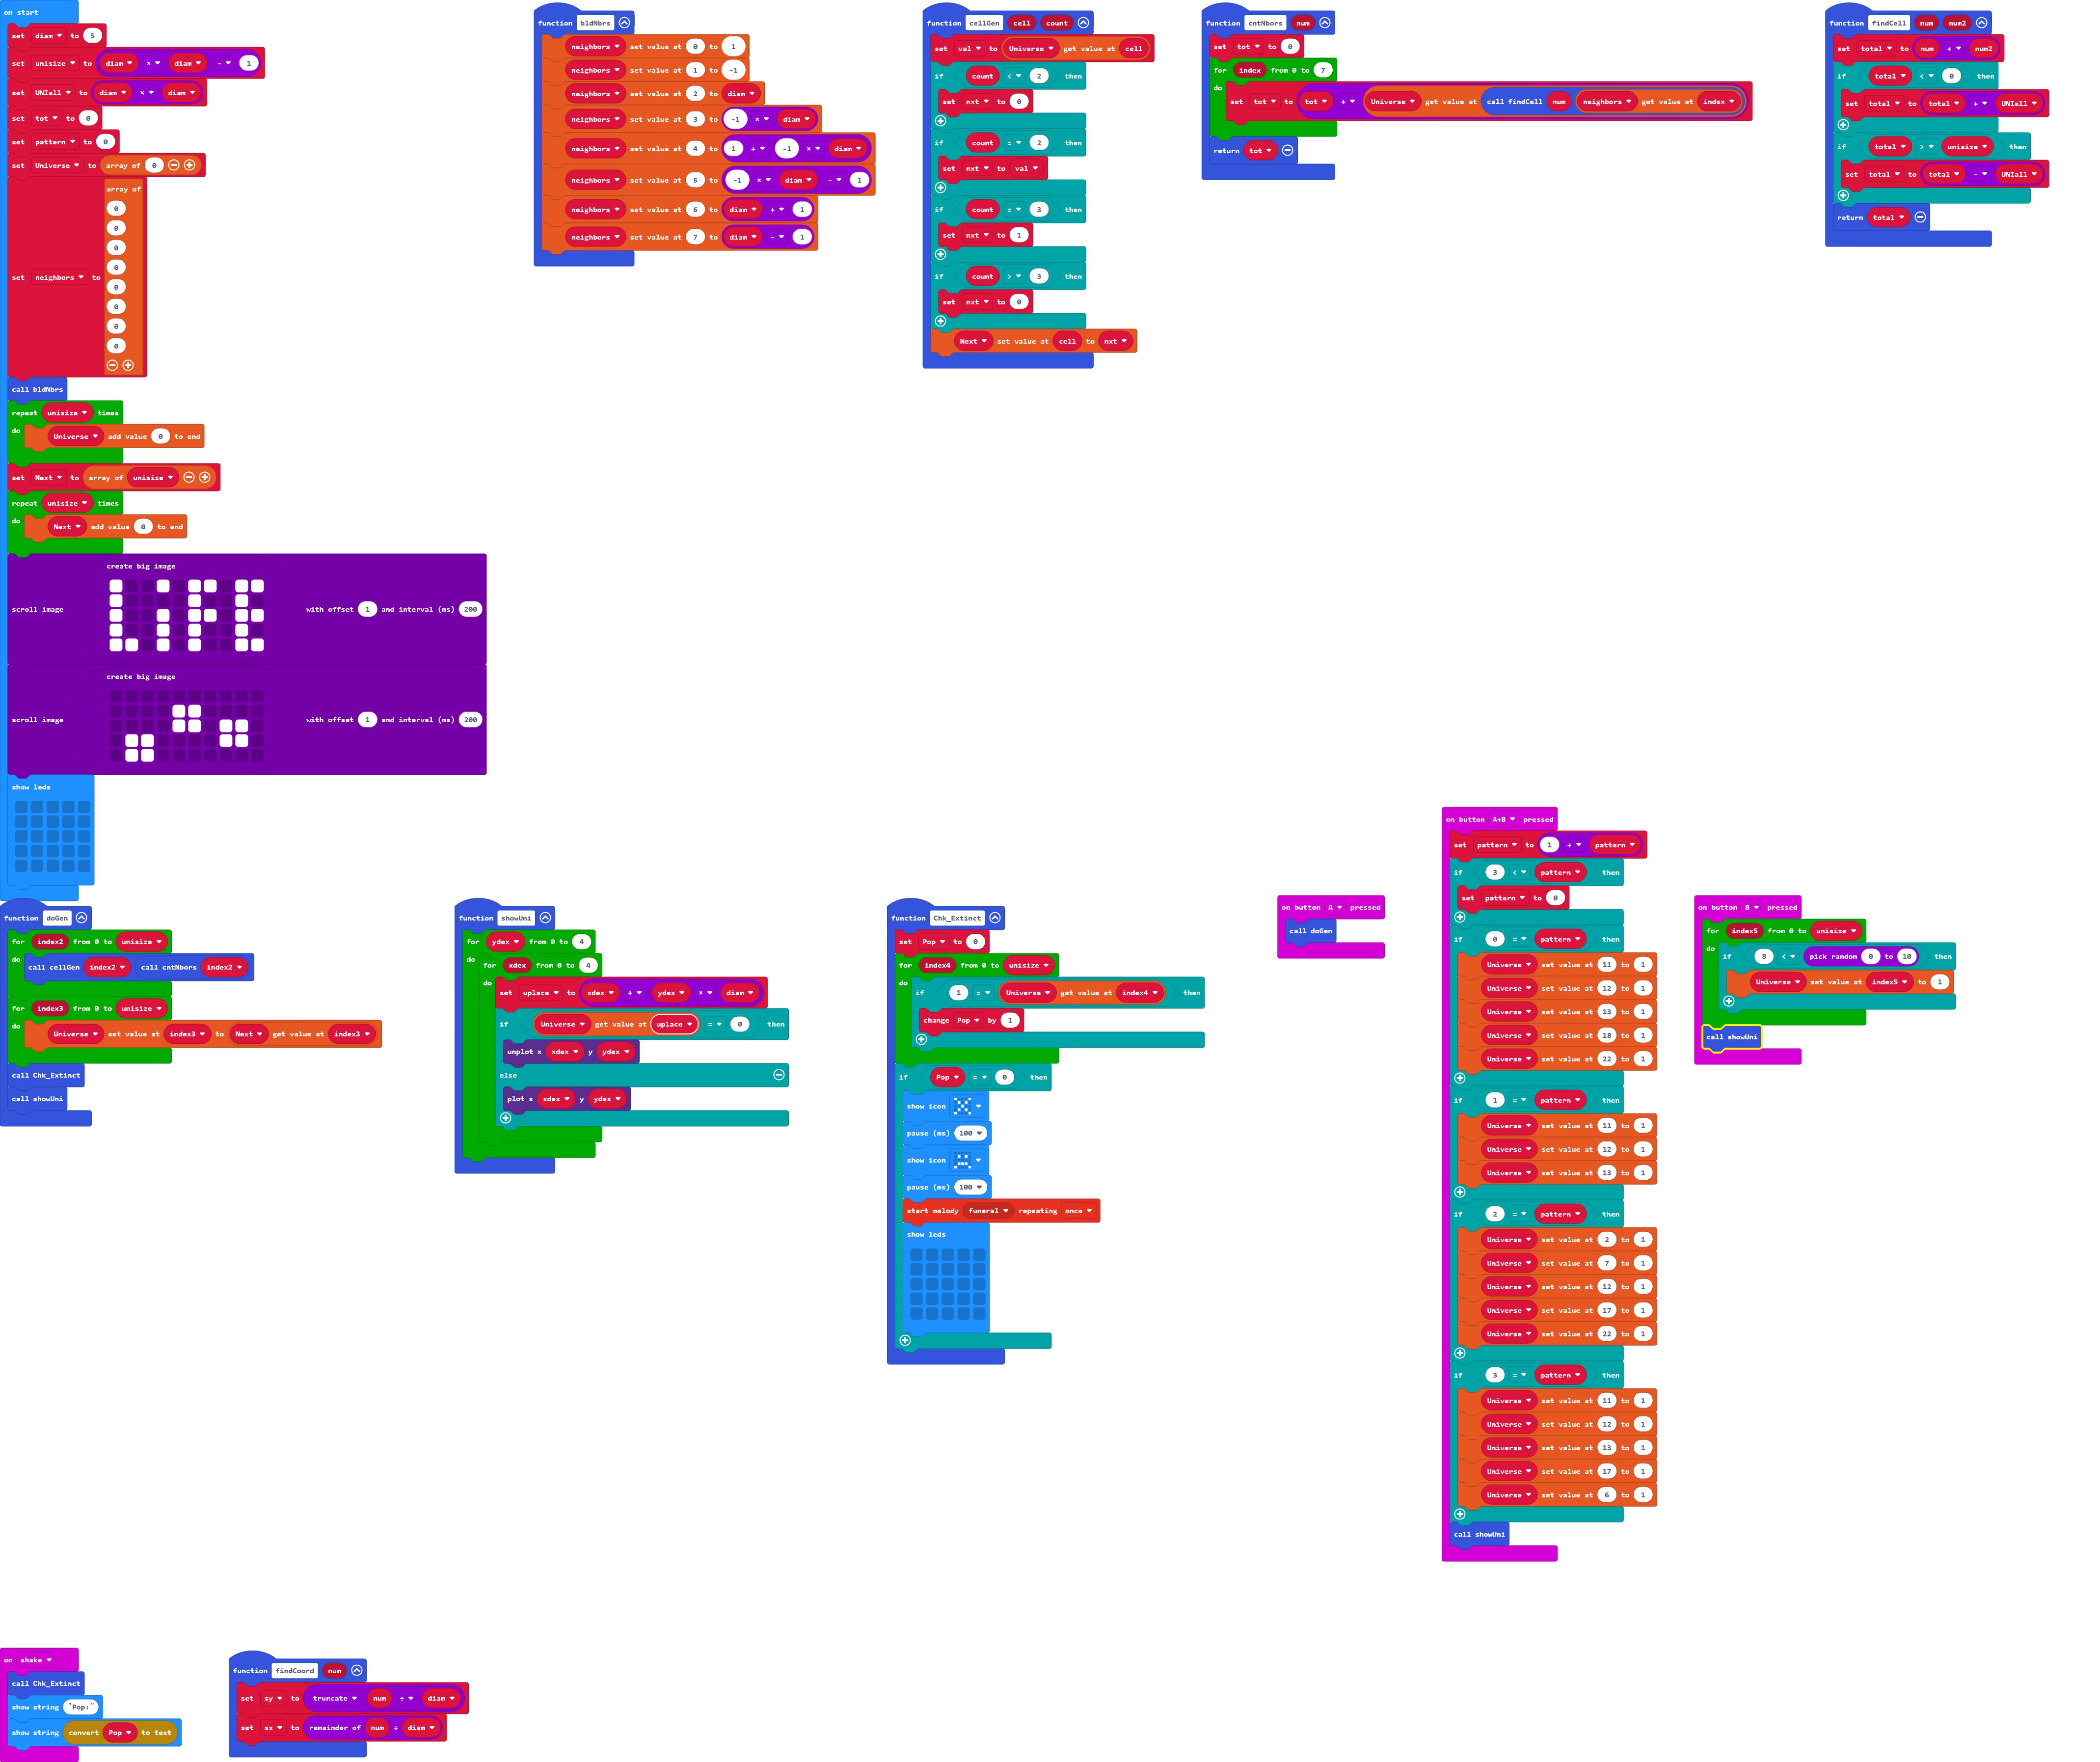 on start
set diam to 5
set unisize to diam × diam - 1
set UNIall to diam × diam
set tot to 0
set pattern to 0
set Universe to array of 0
set neighbors to array of 0 0 0 0 0 0 0 0
call bldNbrs
repeat unisize times
do Universe add value 0 to end
set Next to array of unisize
repeat unisize times
do Next add value 0 to end
scroll image create big image with offset 1 and interval (ms) 200
scroll image create big image with offset 1 and interval (ms) 200
show leds
function bldNbrs
neighbors set value at 0 to 1
neighbors set value at 1 to -1
neighbors set value at 2 to diam
neighbors set value at 3 to -1 × diam
neighbors set value at 4 to 1 + -1 × diam
neighbors set value at 5 to -1 × diam - 1
neighbors set value at 6 to diam + 1
neighbors set value at 7 to diam - 1
function cellGen cell count
set val to Universe get value at cell
if count < 2 then
set nxt to 0
if count = 2 then
set nxt to val
if count = 3 then
set nxt to 1
if count > 3 then
set nxt to 0
Next set value at cell to nxt
function cntNbors num
set tot to 0
for index from 0 to 7
do set tot to tot + Universe get value at call findCell num neighbors get value at index
return tot
function findCell num num2
set total to num + num2
if total < 0 then
set total to total + UNIall
if total > unisize then
set total to total - UNIall
return total
function doGen
for index2 from 0 to unisize
do call cellGen index2 call cntNbors index2
for index3 from 0 to unisize
do Universe set value at index3 to Next get value at index3
call Chk_Extinct
call showUni
function showUni
for ydex from 0 to 4
do for xdex from 0 to 4
do set uplace to xdex + ydex × diam
if Universe get value at uplace = 0 then
unplot x xdex y ydex
else
plot x xdex y ydex
function Chk_Extinct
set Pop to 0
for index4 from 0 to unisize
do if 1 = Universe get value at index4 then
change Pop by 1
if Pop = 0 then
show icon
pause (ms) 100
show icon
pause (ms) 100
start melody funeral repeating once
show leds
on button A pressed
call doGen
on button A+B pressed
set pattern to 1 + pattern
if 3 < pattern then
set pattern to 0
if 0 = pattern then
Universe set value at 11 to 1
Universe set value at 12 to 1
Universe set value at 13 to 1
Universe set value at 18 to 1
Universe set value at 22 to 1
if 1 = pattern then
Universe set value at 11 to 1
Universe set value at 12 to 1
Universe set value at 13 to 1
if 2 = pattern then
Universe set value at 2 to 1
Universe set value at 7 to 1
Universe set value at 12 to 1
Universe set value at 17 to 1
Universe set value at 22 to 1
if 3 = pattern then
Universe set value at 11 to 1
Universe set value at 12 to 1
Universe set value at 13 to 1
Universe set value at 17 to 1
Universe set value at 6 to 1
call showUni
on button B pressed
for index5 from 0 to unisize
do if 8 < pick random 0 to 10 then
Universe set value at index5 to 1
call showUni
on shake
call Chk_Extinct
show string "Pop:"
show string convert Pop to text
function findCoord num
set sy to truncate num ÷ diam
set sx to remainder of num ÷ diam